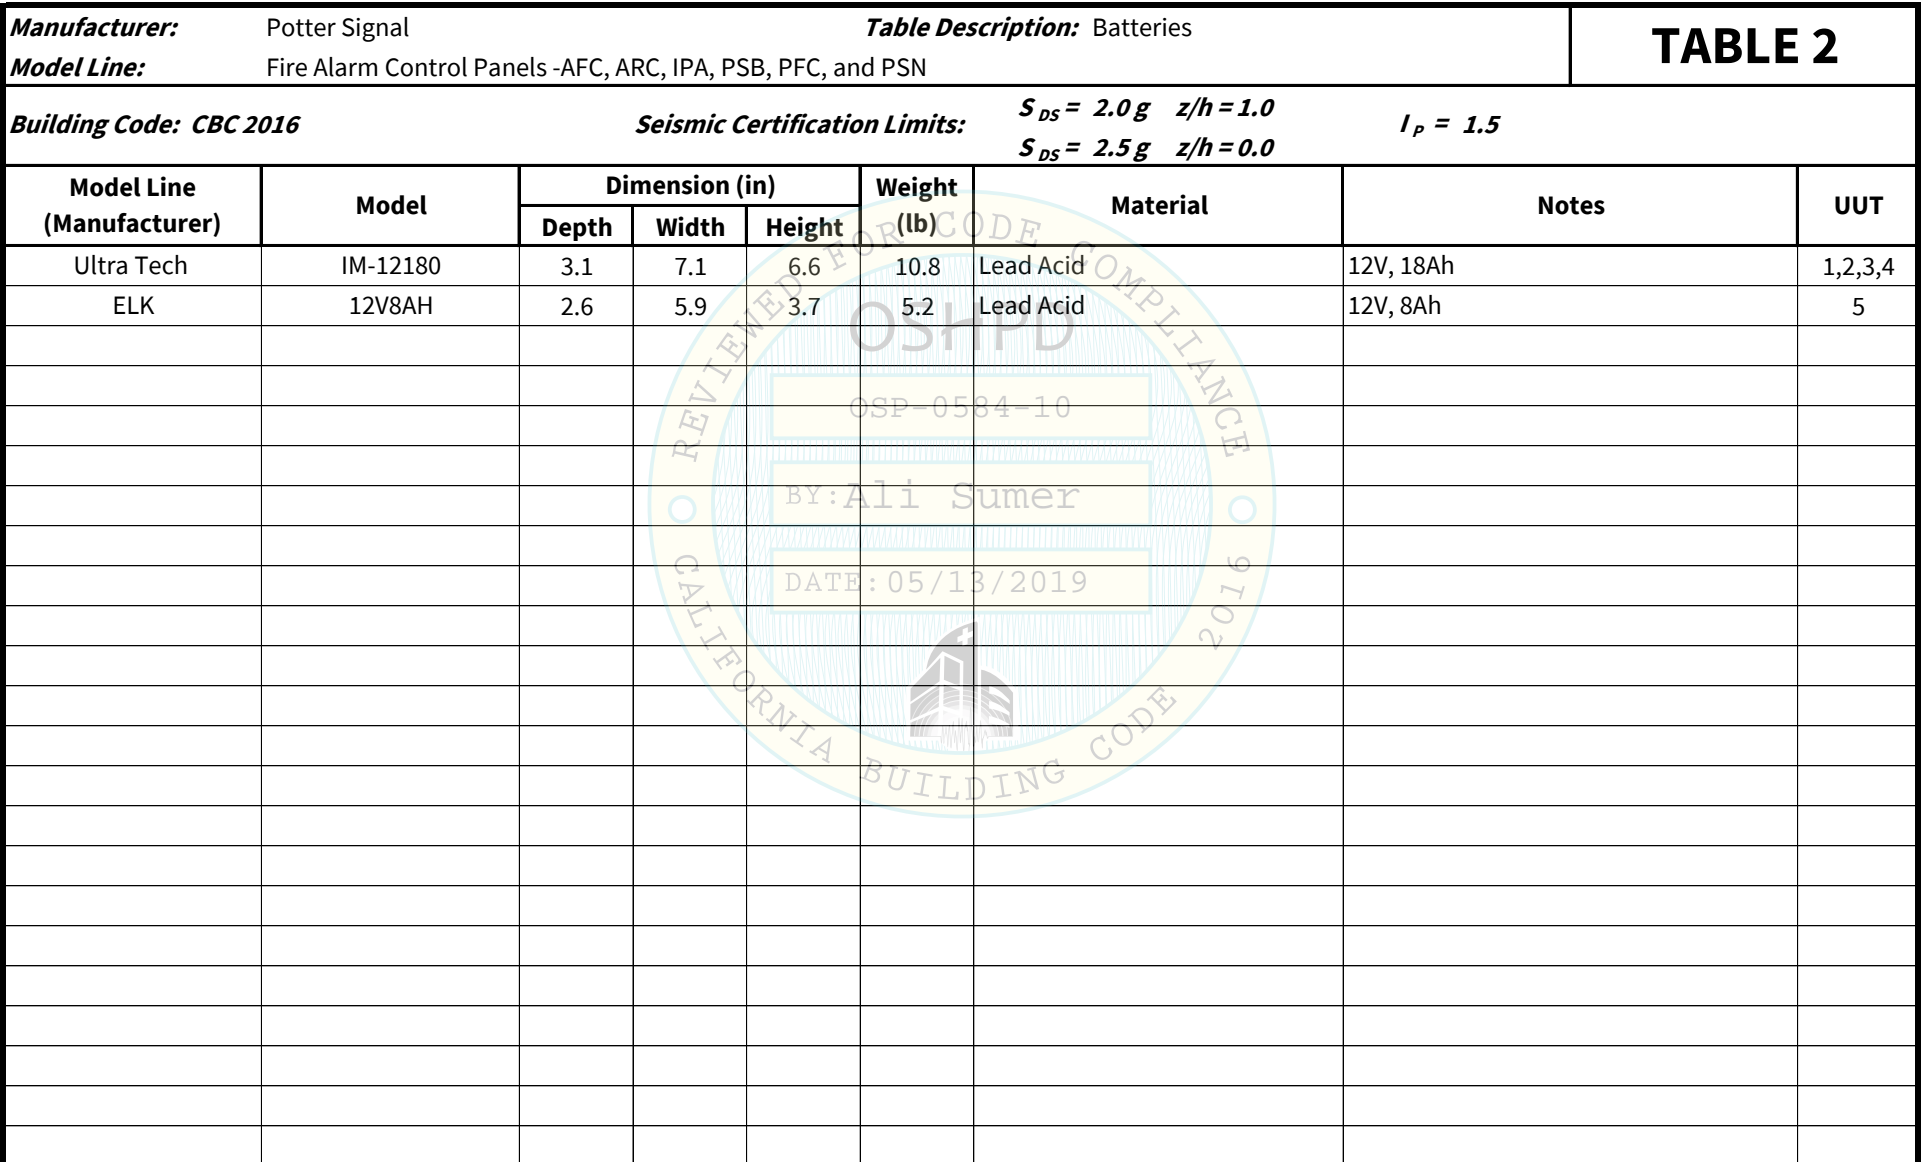 Manufacturer: Potter Signal Table Description: Batteries TABLE 2
Model Line: Fire Alarm Control Panels -AFC, ARC, IPA, PSB, PFC, and PSN
Building Code: CBC 2016 Seismic Certification Limits: S DS = 2.0 g z/h = 1.0 I P = 1.5
S DS = 2.5 g z/h = 0.0
Model Line (Manufacturer) Model Dimension (in) Weight (lb) Material Notes UUT
Depth Width Height
Ultra Tech IM-12180 3.1 7.1 6.6 10.8 Lead Acid 12V, 18Ah 1,2,3,4
ELK 12V8AH 2.6 5.9 3.7 5.2 Lead Acid 12V, 8Ah 5
REVIEWED FOR CODE COMPLIANCE
OSHPD
OSP-0584-10
BY:Ali Sumer
DATE:05/13/2019
CALIFORNIA BUILDING CODE 2016